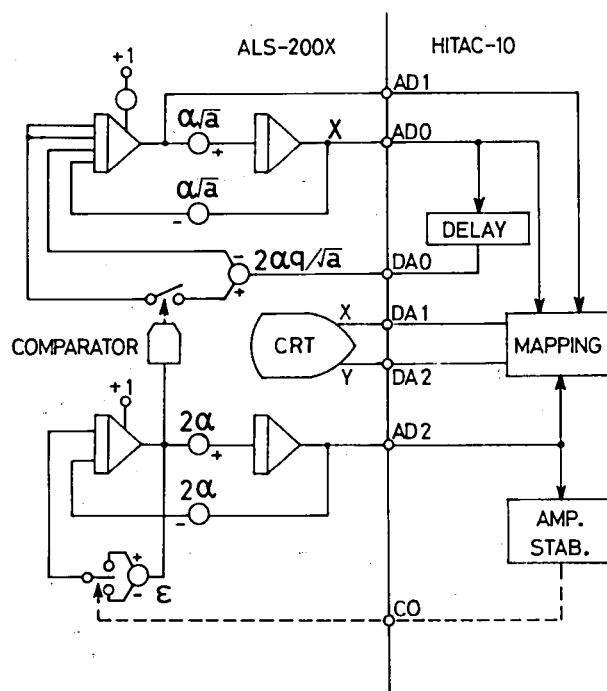 ALS-200X HITAC-10
+1
AD1
α√a
+
X
AD0
α√a
-
DELAY
-
2αq/√a
+
DA0
X
DA1
COMPARATOR
CRT
MAPPING
Y
DA2
+1
2α
+
AD2
2α
-
AMP.
STAB.
+
-
ε
CO